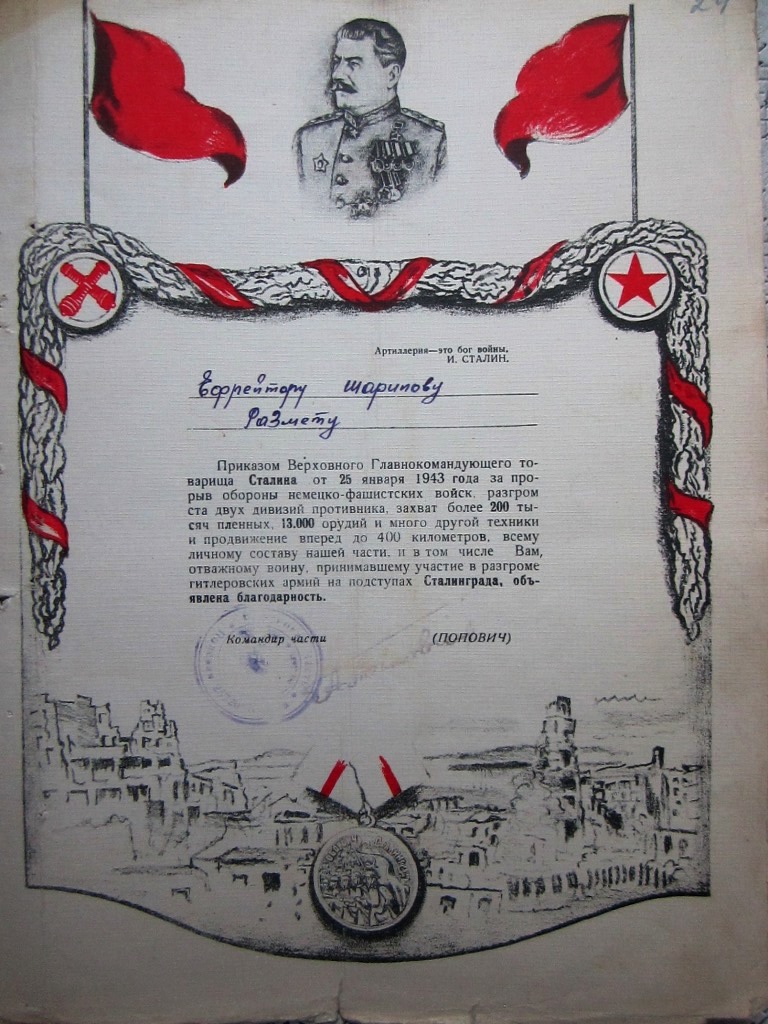 24
Артиллерия—это бог войны.
И. СТАЛИН.
Ефрейтору Шарипову
Размету
Приказом Верховного Главнокомандующего то-
варища Сталина от 25 января 1943 года за про-
рыв обороны немецко-фашистских войск, разгром
ста двух дивизий противника, захват более 200 ты-
сяч пленных, 13.000 орудий и много другой техники
и продвижение вперед до 400 километров, всему
личному составу нашей части, и в том числе Вам,
отважному воину, принимавшему участие в разгроме
гитлеровских армий на подступах Сталинграда, объ-
явлена благодарность.
Командир части (ПОПОВИЧ)